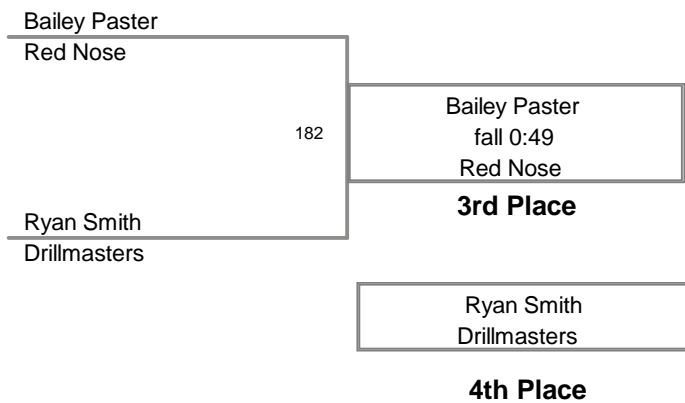 Bailey Paster
Red Nose
182
Bailey Paster
fall 0:49
Red Nose
3rd Place
Ryan Smith
Drillmasters
Ryan Smith
Drillmasters
4th Place